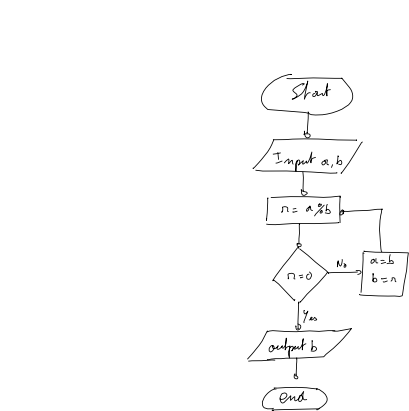 Start
Input a,b
r = a % b
r = 0
No
a = b
b = r
Yes
output b
end